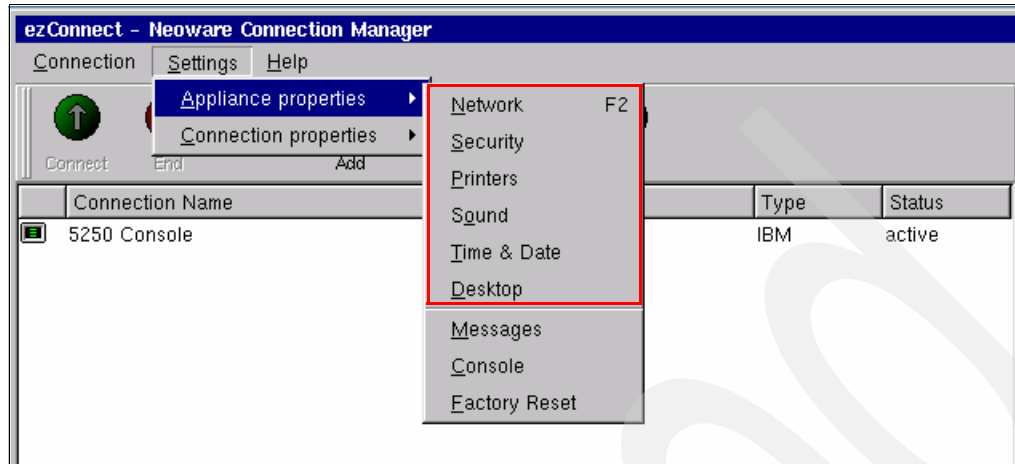 ezConnect – Neoware Connection Manager
Connection Settings Help
Appliance properties
Connection properties
Connect End Add
Network F2
Security
Printers
Sound
Time & Date
Desktop
Messages
Console
Factory Reset
Connection Name Type Status
5250 Console IBM active